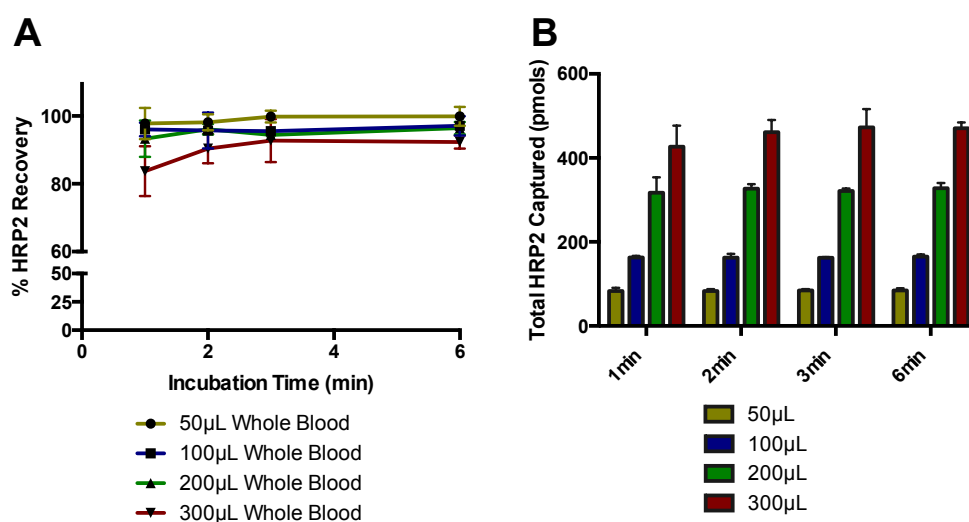 A
% HRP2 Recovery
100
80
60
50
25
0
0
2
4
6
Incubation Time (min)
50µL Whole Blood
100µL Whole Blood
200µL Whole Blood
300µL Whole Blood
B
Total HRP2 Captured (pmols)
600
400
200
0
1min
2min
3min
6min
50µL
100µL
200µL
300µL